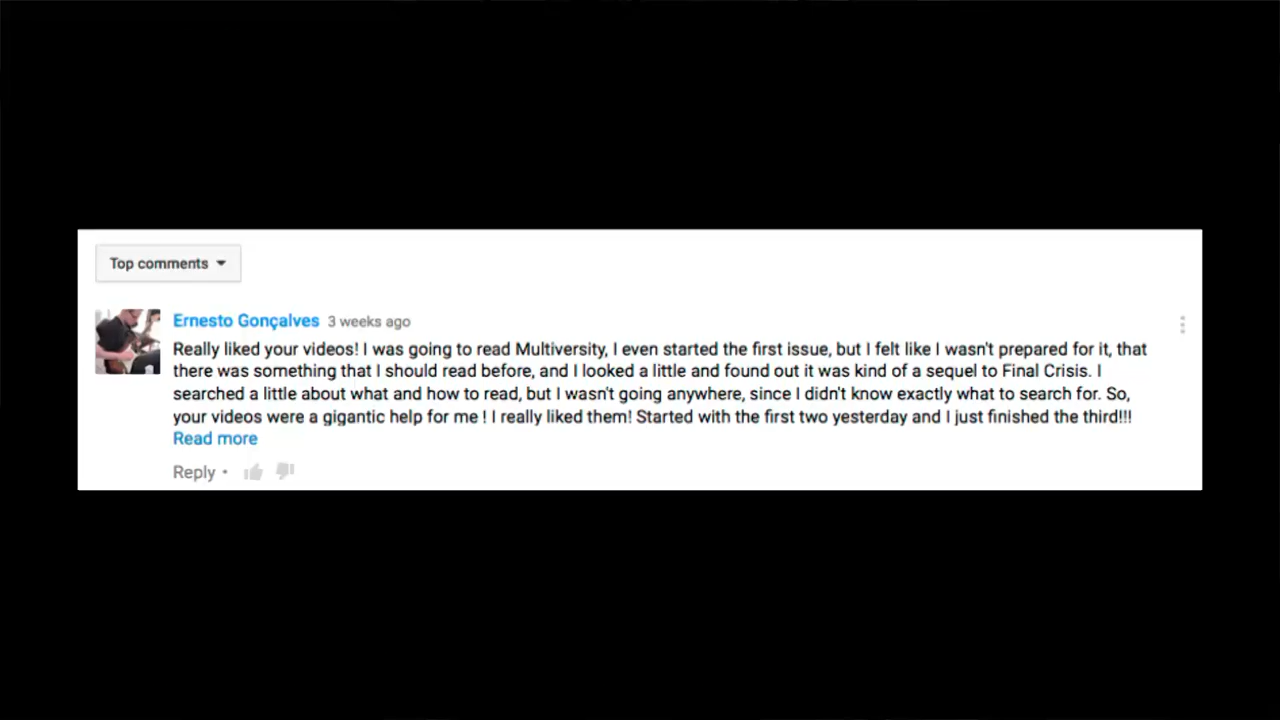 Top comments
Ernesto Gonçalves 3 weeks ago
Really liked your videos! I was going to read Multiversity, I even started the first issue, but I felt like I wasn't prepared for it, that
there was something that I should read before, and I looked a little and found out it was kind of a sequel to Final Crisis. I
searched a little about what and how to read, but I wasn't going anywhere, since I didn't know exactly what to search for. So,
your videos were a gigantic help for me ! I really liked them! Started with the first two yesterday and I just finished the third!!!
Read more
Reply •